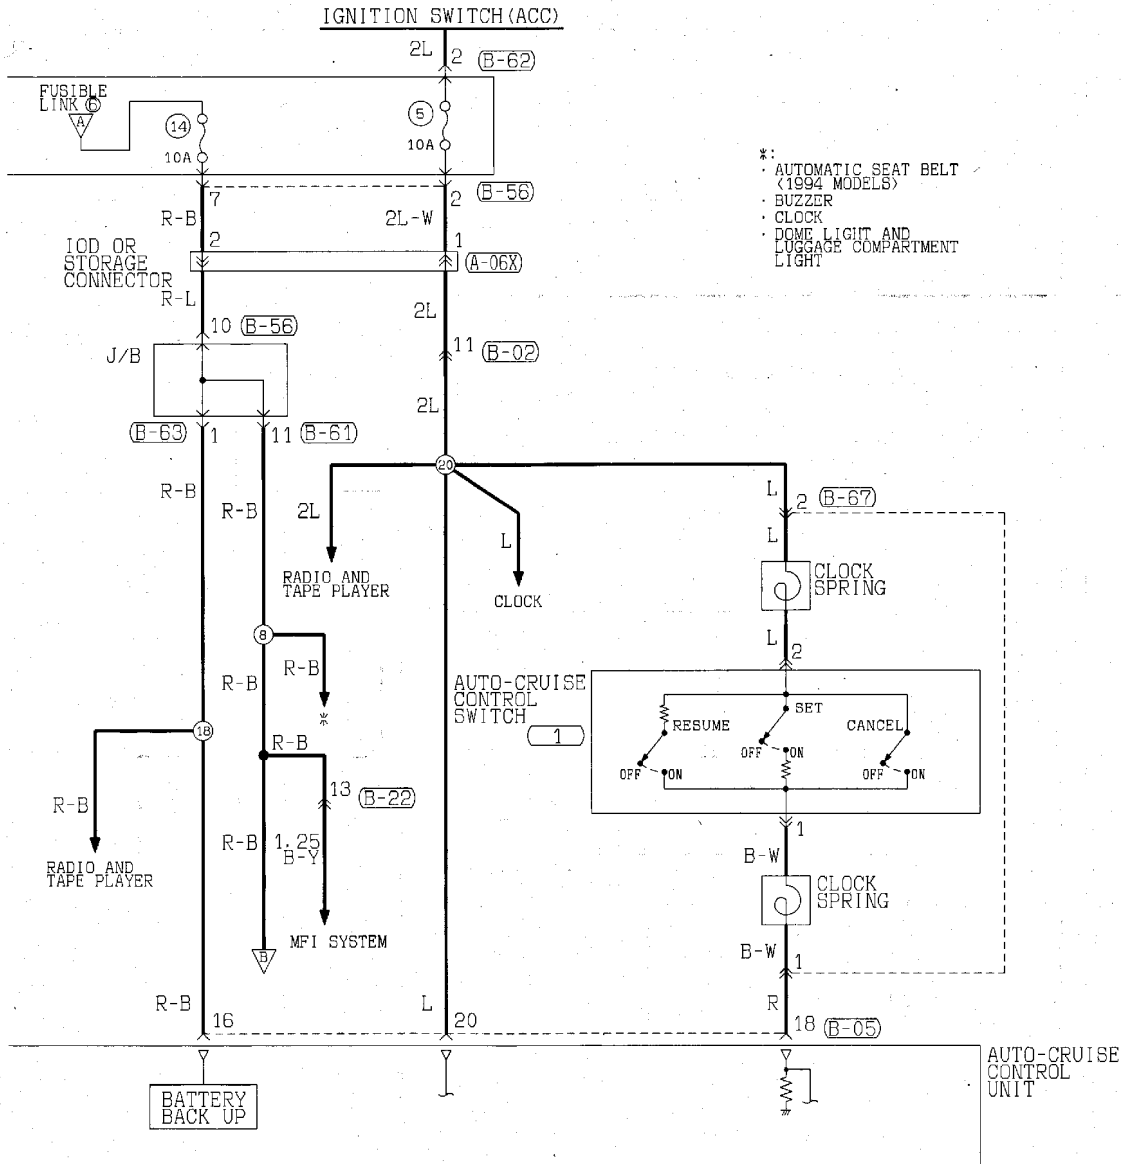 IGNITION SWITCH(ACC)
2L
2
B-62
FUSIBLE
LINK ⑥
A
14
10A
5
10A
*:
· AUTOMATIC SEAT BELT
<1994 MODELS>
· BUZZER
· CLOCK
· DOME LIGHT AND
LUGGAGE COMPARTMENT
LIGHT
7
2
B-56
R-B
2L-W
2
1
IOD OR
STORAGE
CONNECTOR
A-06X
R-L
2L
10
B-56
J/B
11
B-02
2L
B-63
1
11
B-61
20
R-B
R-B
2L
L
L
2
B-67
L
RADIO AND
TAPE PLAYER
CLOCK
CLOCK
SPRING
8
L
2
R-B
R-B
*
AUTO-CRUISE
CONTROL
SWITCH
1
SET
RESUME
CANCEL
OFF
ON
OFF
ON
OFF
ON
18
R-B
13
B-22
R-B
R-B
1.25
B-Y
1
B-W
RADIO AND
TAPE PLAYER
CLOCK
SPRING
MFI SYSTEM
B
B-W
1
R-B
16
L
20
R
18
B-05
AUTO-CRUISE
CONTROL
UNIT
BATTERY
BACK UP